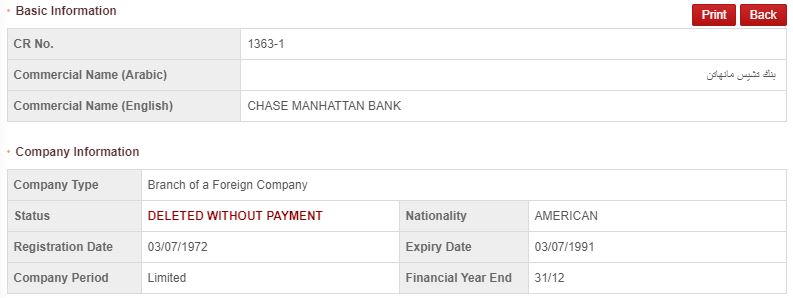 Basic Information
Print Back
CR No. 1363-1
Commercial Name (Arabic) بنك تشيس مانهاتن
Commercial Name (English) CHASE MANHATTAN BANK
Company Information
Company Type Branch of a Foreign Company
Status DELETED WITHOUT PAYMENT Nationality AMERICAN
Registration Date 03/07/1972 Expiry Date 03/07/1991
Company Period Limited Financial Year End 31/12